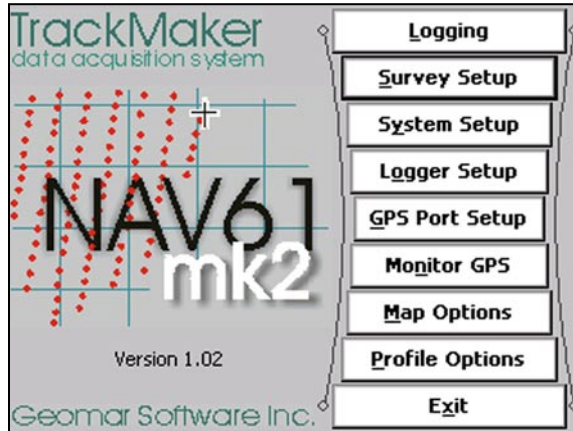 TrackMaker
data acquisition system
NAV61
mk2
Version 1.02
Geomar Software Inc.
Logging
Survey Setup
System Setup
Logger Setup
GPS Port Setup
Monitor GPS
Map Options
Profile Options
Exit